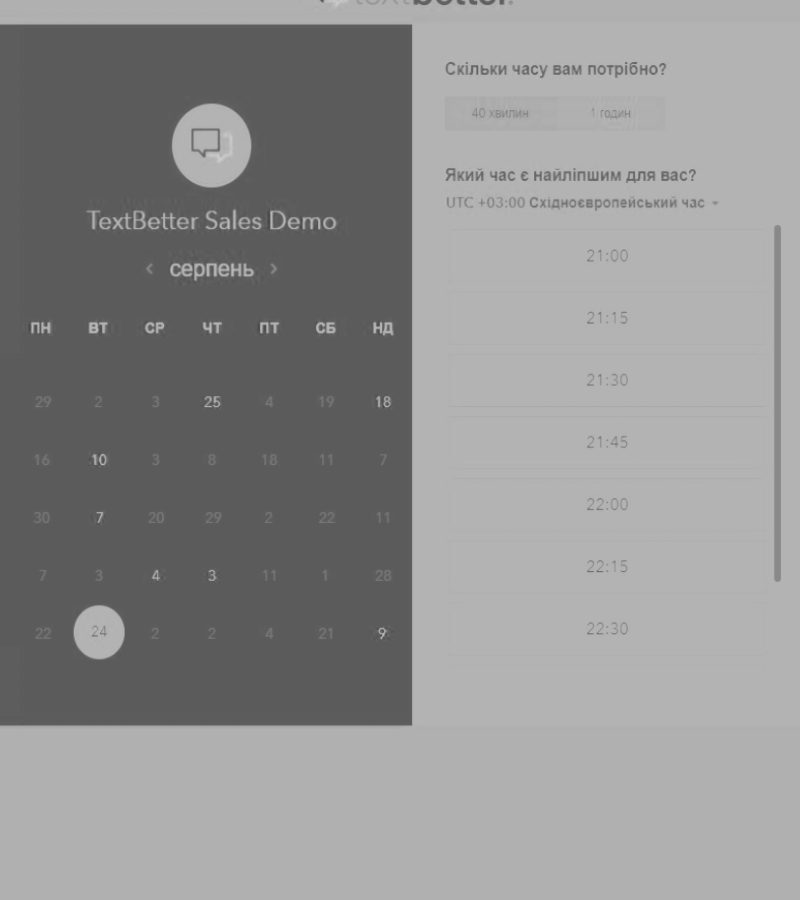 textbetter.
TextBetter Sales Demo
< серпень >
ПН ВТ СР ЧТ ПТ СБ НД
29 2 3 25 4 19 18
16 10 3 8 18 11 7
30 7 20 29 2 22 11
7 3 4 3 11 1 28
22 24 2 2 4 21 9
Скільки часу вам потрібно?
40 хвилин 1 годин
Який час є найліпшим для вас?
UTC +03:00 Східноєвропейський час
21:00
21:15
21:30
21:45
22:00
22:15
22:30